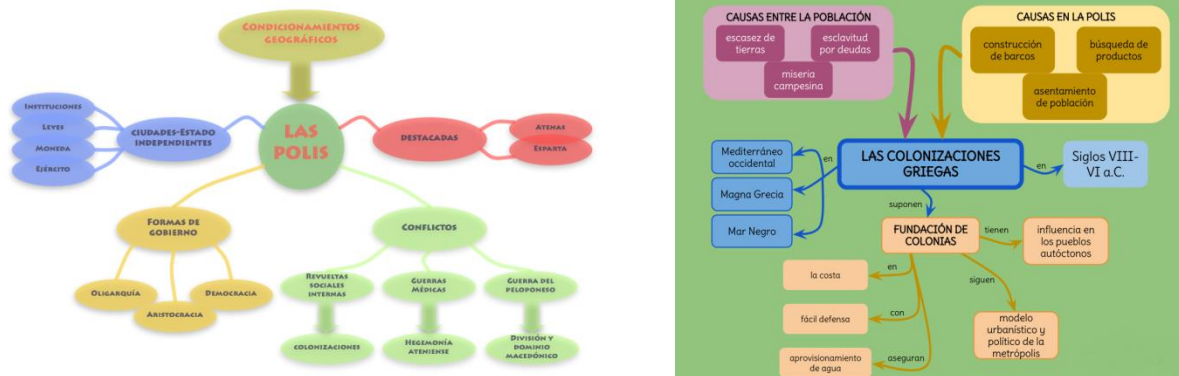 CONDICIONAMIENTOS
GEOGRÁFICOS
LAS
POLIS
CIUDADES-ESTADO
INDEPENDIENTES
INSTITUCIONES
LEYES
MONEDA
EJÉRCITO
DESTACADAS
ATENAS
ESPARTA
FORMAS DE
GOBIERNO
OLIGARQUÍA
ARISTOCRACIA
DEMOCRACIA
CONFLICTOS
REVUELTAS
SOCIALES
INTERNAS
GUERRAS
MÉDICAS
GUERRA DEL
PELOPONESO
COLONIZACIONES
HEGEMONÍA
ATENIENSE
DIVISIÓN Y
DOMINIO
MACEDÓNICO
CAUSAS ENTRE LA POBLACIÓN
escasez de
tierras
esclavitud
por deudas
miseria
campesina
CAUSAS EN LA POLIS
construcción
de barcos
búsqueda de
productos
asentamiento
de población
LAS COLONIZACIONES
GRIEGAS
en
Mediterráneo
occidental
Magna Grecia
Mar Negro
en
Siglos VIII-
VI a.C.
suponen
FUNDACIÓN DE
COLONIAS
tienen
influencia en
los pueblos
autóctonos
en
la costa
con
fácil defensa
aseguran
aprovisionamiento
de agua
siguen
modelo
urbanístico y
político de la
metrópolis